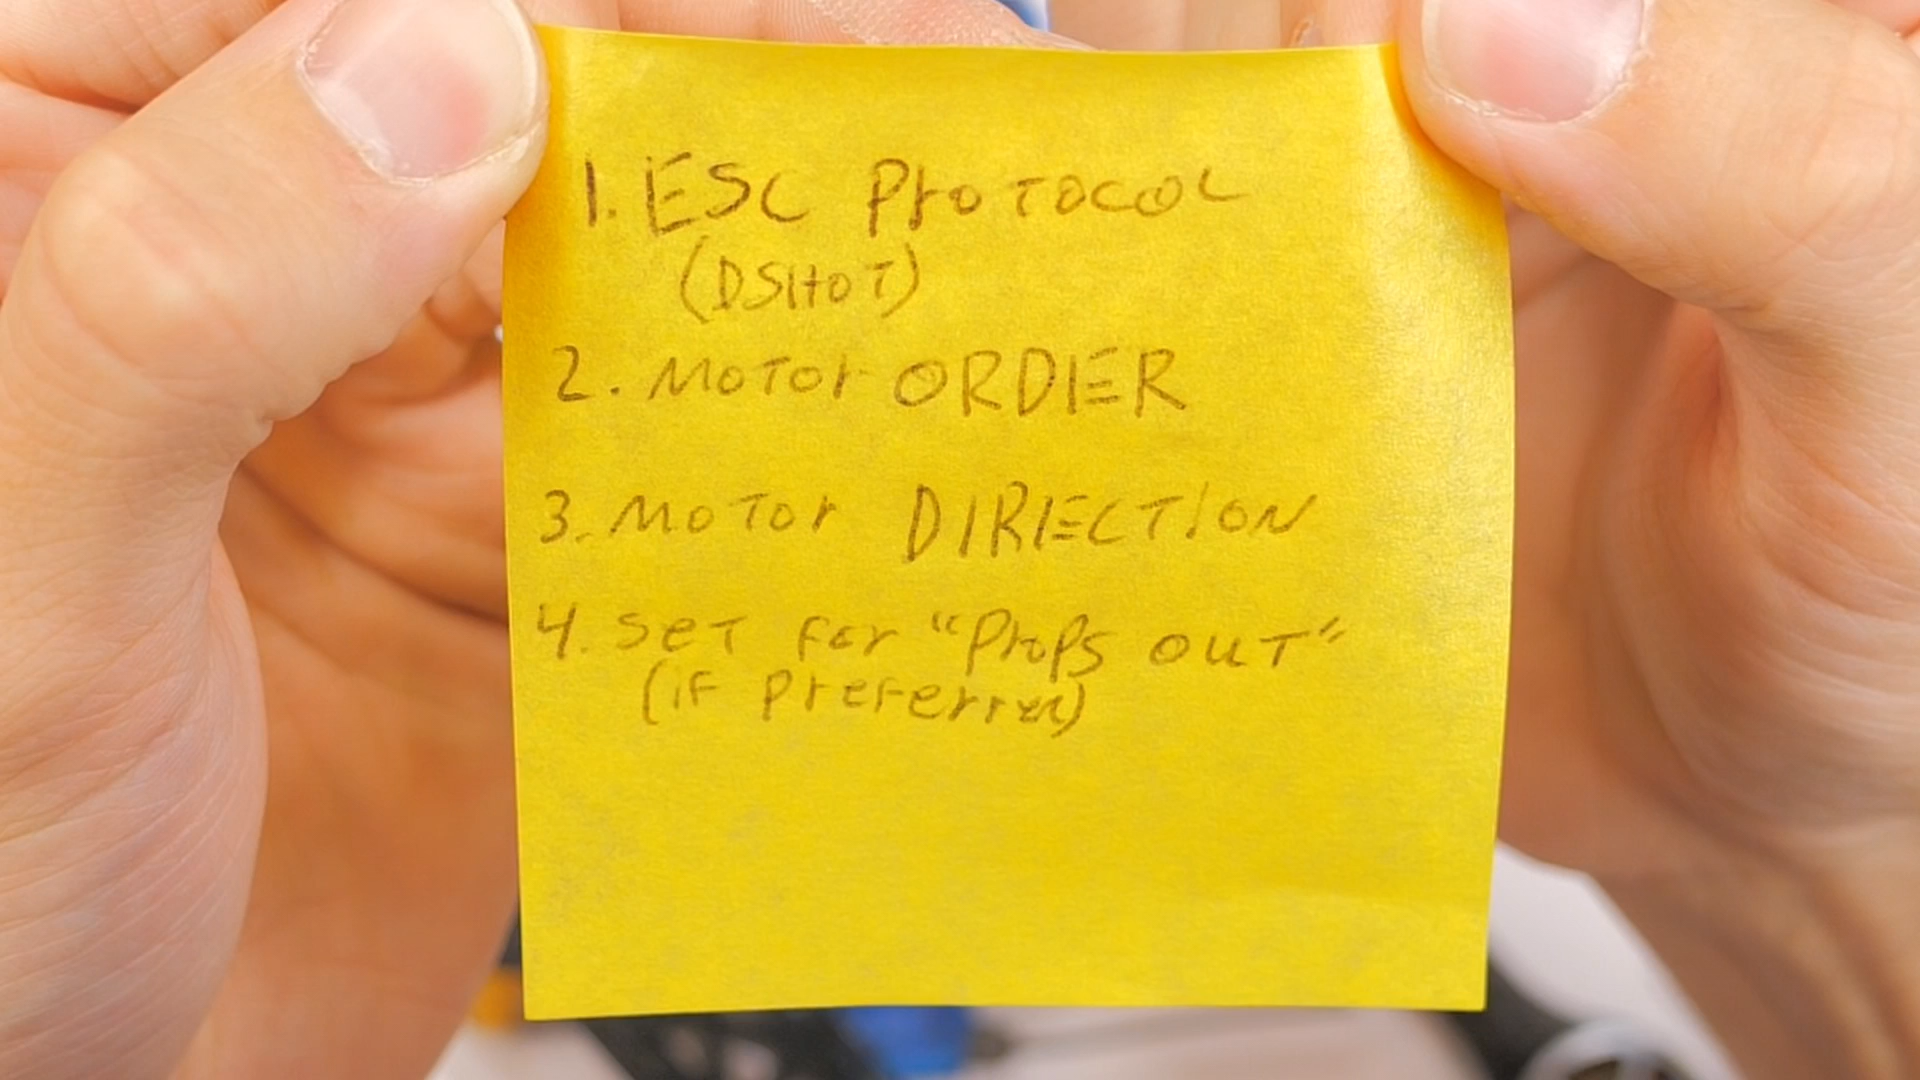 1. ESC Protocol
(DSHOT)
2. Motor ORDER
3. Motor DIRECTION
4. Set for "Props out"
(if preferred)